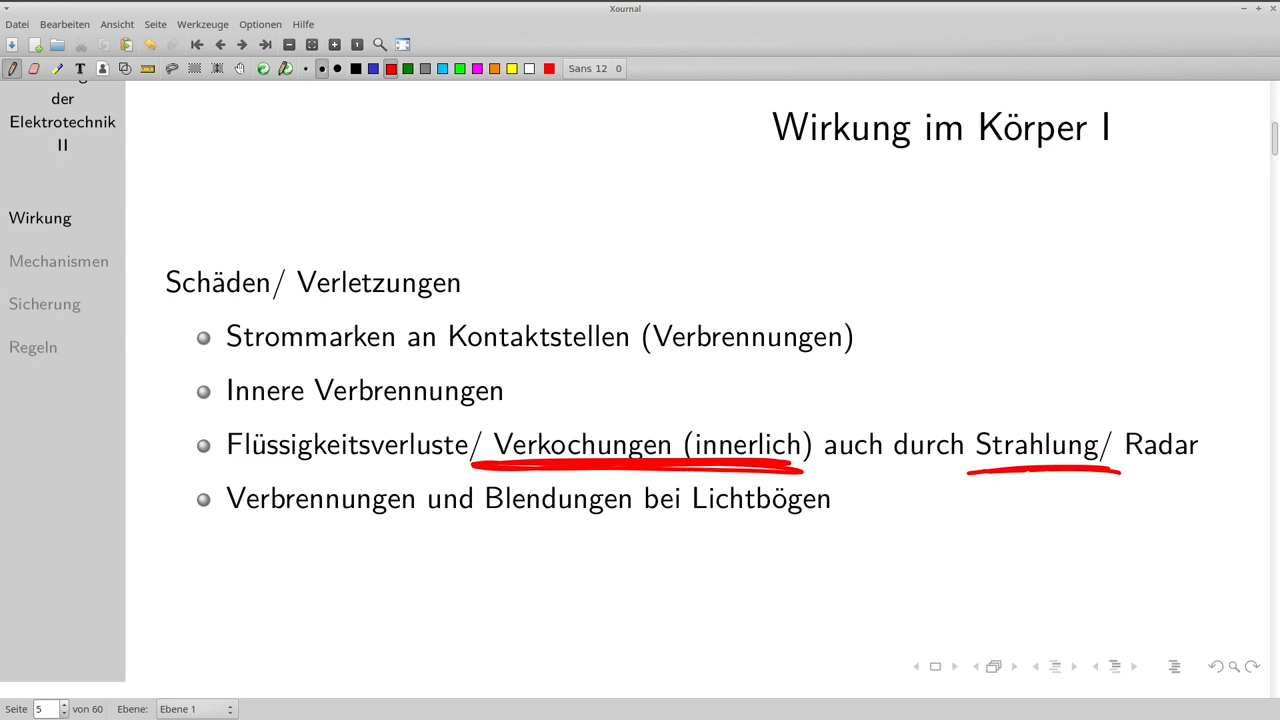 Xournal
Datei Bearbeiten Ansicht Seite Werkzeuge Optionen Hilfe
Sans 12 0
der
Elektrotechnik
II
Wirkung
Mechanismen
Sicherung
Regeln
Wirkung im Körper I
Schäden/ Verletzungen
Strommarken an Kontaktstellen (Verbrennungen)
Innere Verbrennungen
Flüssigkeitsverluste/ Verkochungen (innerlich) auch durch Strahlung/ Radar
Verbrennungen und Blendungen bei Lichtbögen
Seite 5 von 60 Ebene: Ebene 1